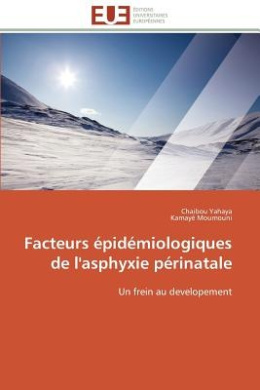 EUE
ÉDITIONS
UNIVERSITAIRES
EUROPÉENNES
Chaibou Yahaya
Kamayé Moumouni
Facteurs épidémiologiques
de l'asphyxie périnatale
Un frein au developement